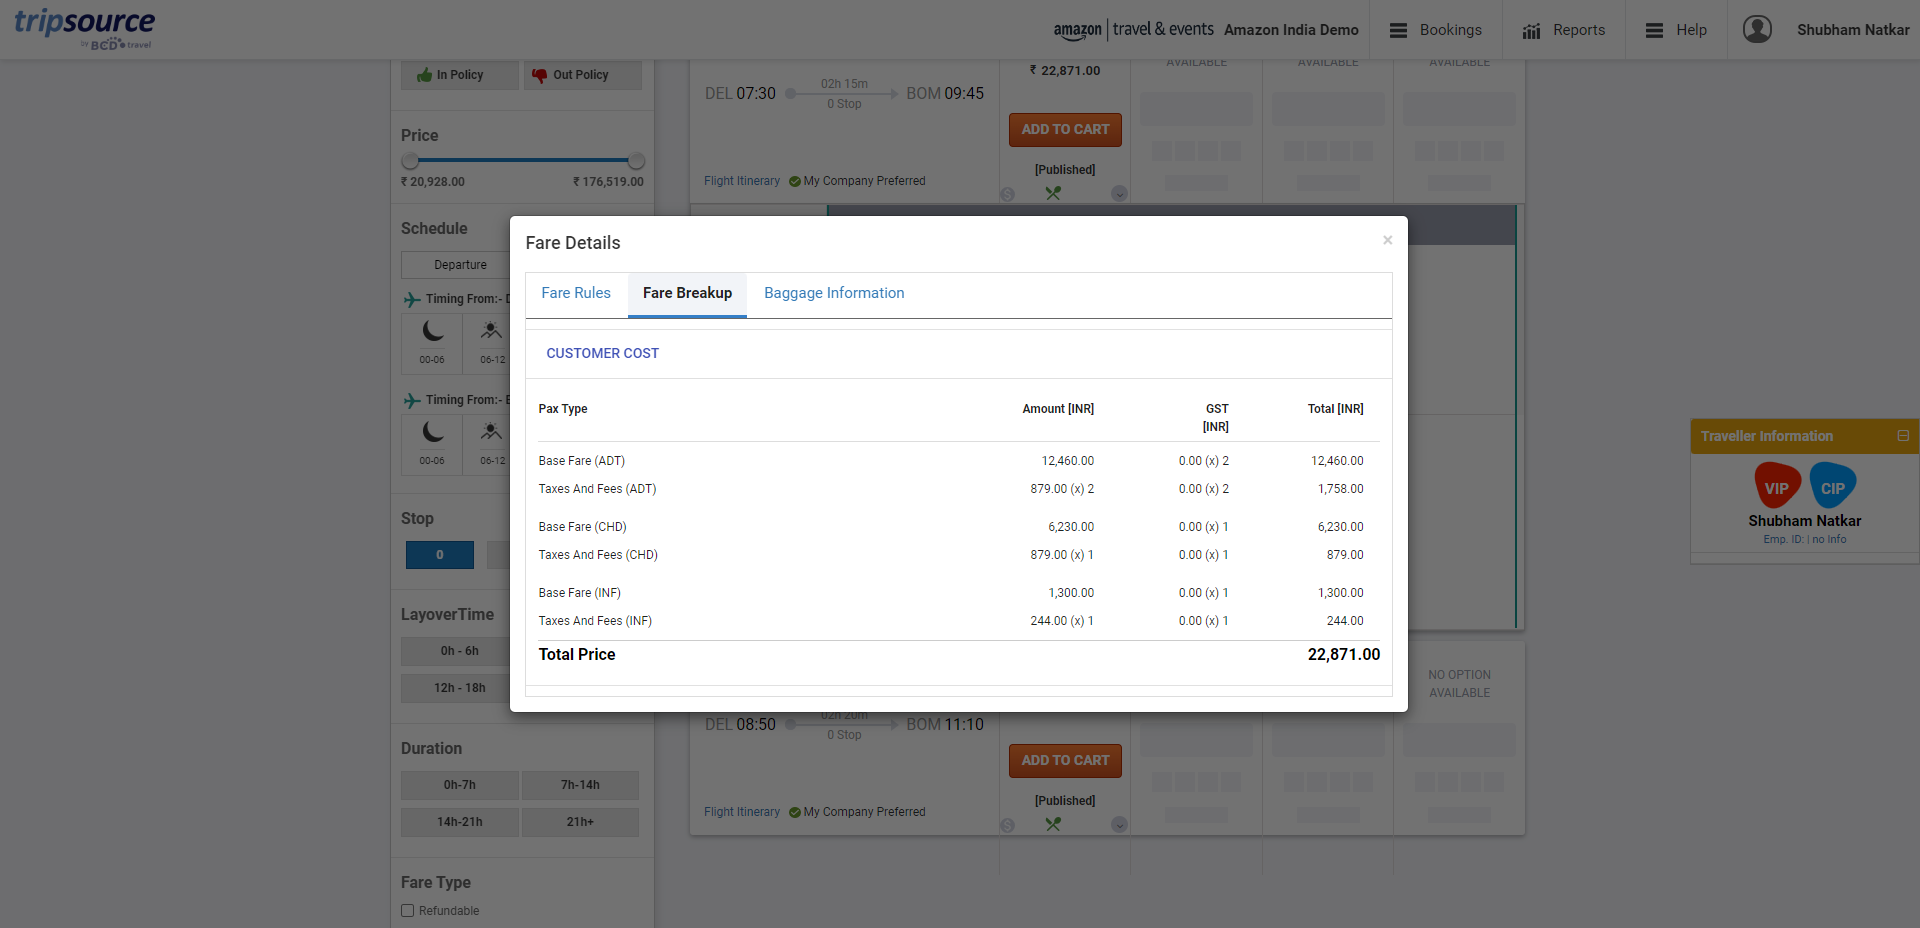 tripsource
by BCD travel
amazon | travel & events Amazon India Demo
Bookings
Reports
Help
Shubham Natkar
In Policy
Out Policy
Price
₹ 20,928.00 ₹ 176,519.00
Schedule
Departure
Timing From:- D
00-06 06-12
Timing From:- B
00-06 06-12
Stop
0
LayoverTime
0h - 6h
12h - 18h
Duration
0h-7h 7h-14h
14h-21h 21h+
Fare Type
Refundable
₹ 22,871.00
AVAILABLE AVAILABLE AVAILABLE
DEL 07:30 02h 15m BOM 09:45
0 Stop
ADD TO CART
[Published]
Flight Itinerary My Company Preferred
Fare Details ×
Fare Rules Fare Breakup Baggage Information
CUSTOMER COST
Pax Type Amount [INR] GST [INR] Total [INR]
Base Fare (ADT) 12,460.00 0.00 (x) 2 12,460.00
Taxes And Fees (ADT) 879.00 (x) 2 0.00 (x) 2 1,758.00
Base Fare (CHD) 6,230.00 0.00 (x) 1 6,230.00
Taxes And Fees (CHD) 879.00 (x) 1 0.00 (x) 1 879.00
Base Fare (INF) 1,300.00 0.00 (x) 1 1,300.00
Taxes And Fees (INF) 244.00 (x) 1 0.00 (x) 1 244.00
Total Price 22,871.00
NO OPTION
AVAILABLE
DEL 08:50 02h 20m BOM 11:10
0 Stop
ADD TO CART
[Published]
Flight Itinerary My Company Preferred
Traveller Information
VIP CIP
Shubham Natkar
Emp. ID: | no Info